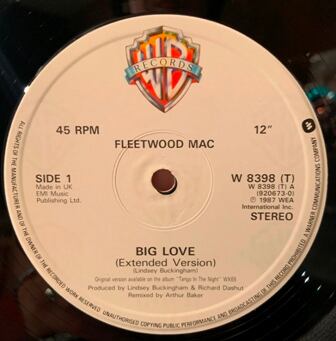 WB
RECORDS
45 RPM
12"
FLEETWOOD MAC
SIDE 1
Made in UK
EMI Music
Publishing Ltd.
W 8398 (T)
W 8398 (T) A
(920673-0)
℗ 1987 WEA
International Inc.
STEREO
BIG LOVE
(Extended Version)
(Lindsey Buckingham)
Original version available on the album "Tango In The Night" WX65
Produced by Lindsey Buckingham & Richard Dashut
Remixed by Arthur Baker
ALL RIGHTS OF THE MANUFACTURER AND OF THE OWNER OF THE RECORDED WORK RESERVED UNAUTHORISED COPYING PUBLIC PERFORMANCE AND BROADCASTING OF THIS RECORD PROHIBITED
A WARNER COMMUNICATIONS COMPANY